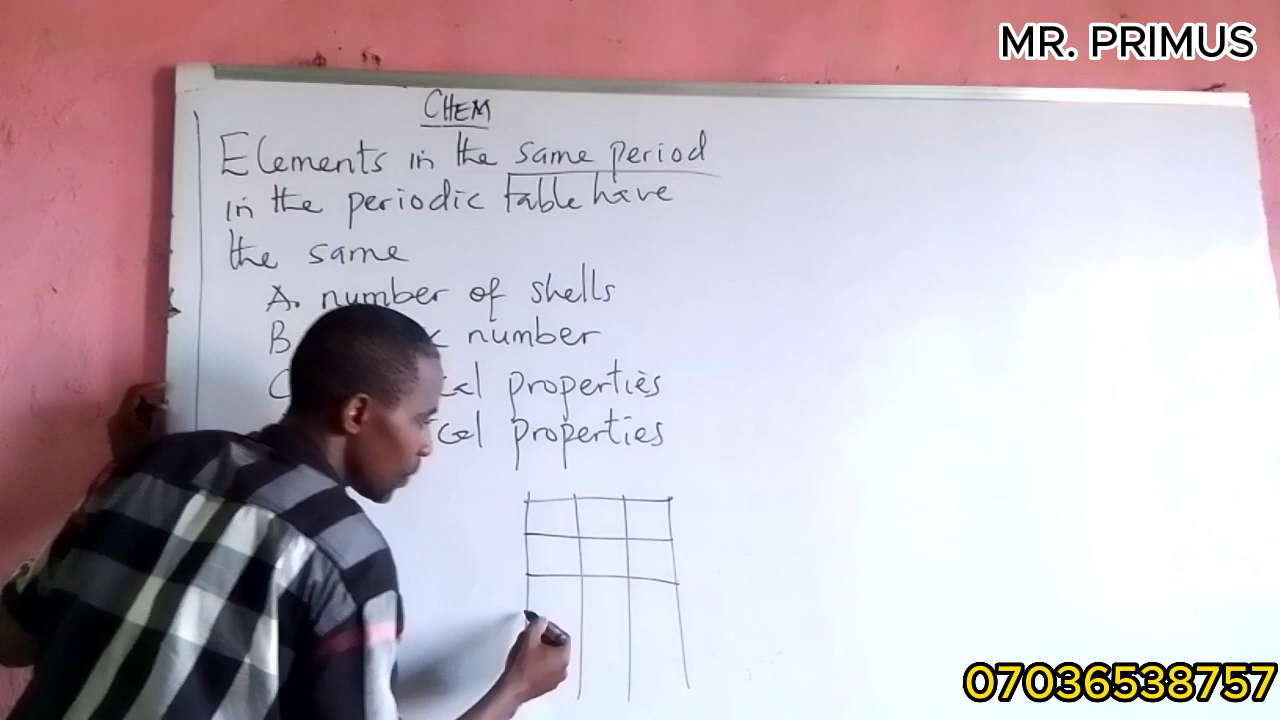 MR. PRIMUS
CHEM
Elements in the same period
in the periodic table have
the same
A. number of shells
B number
C properties
properties
07036538757